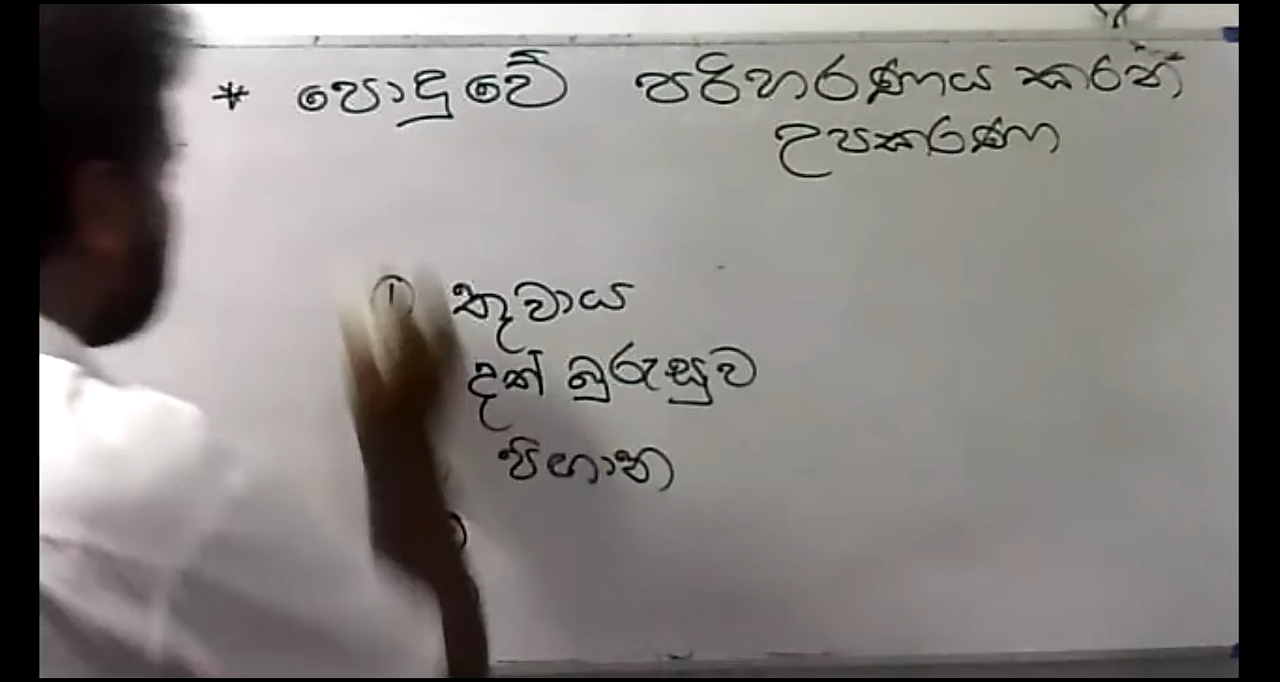 * පොදුවේ පරිහරණය කරන
උපකරණ
① තුවාය
දත් බුරුසුව
පිඟාන